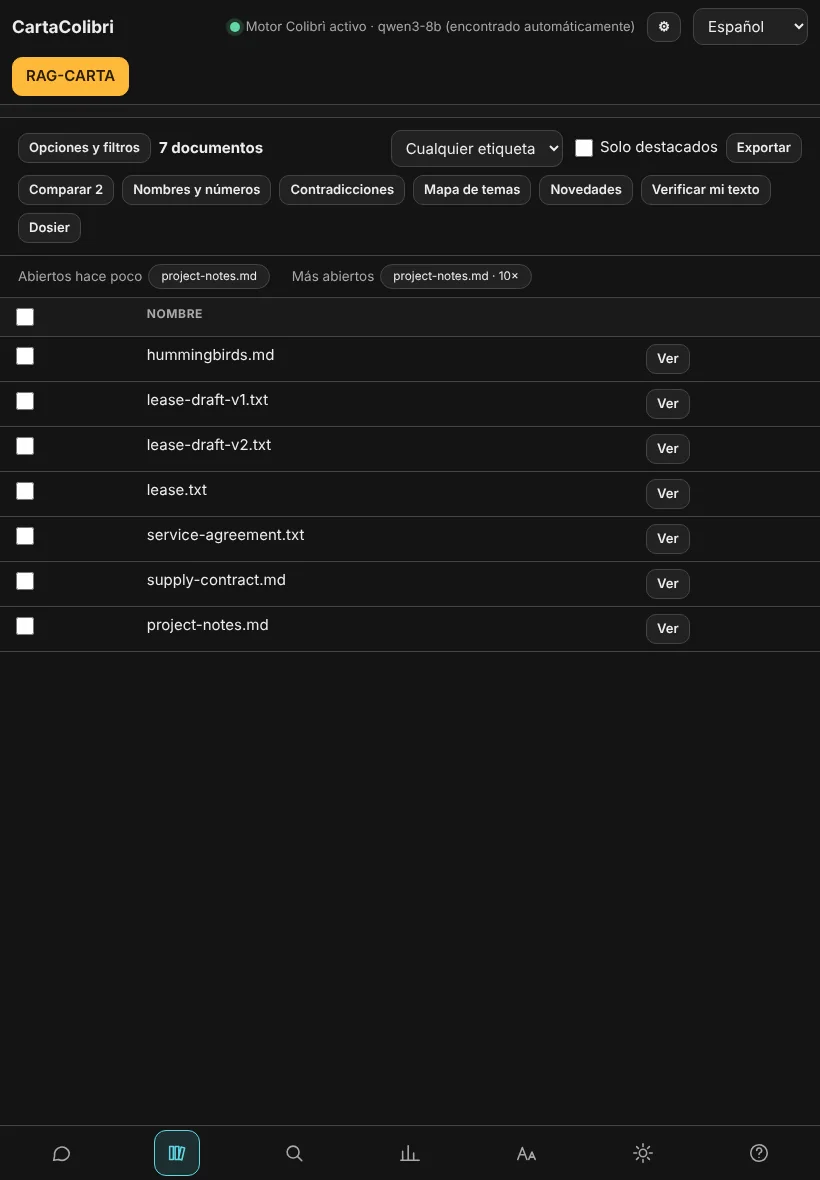 CartaColibri
Motor Colibrì activo · qwen3-8b (encontrado automáticamente)
Español
RAG-CARTA
Opciones y filtros
7 documentos
Cualquier etiqueta
Solo destacados
Exportar
Comparar 2
Nombres y números
Contradicciones
Mapa de temas
Novedades
Verificar mi texto
Dosier
Abiertos hace poco
project-notes.md
Más abiertos
project-notes.md · 10×
NOMBRE
hummingbirds.md
Ver
lease-draft-v1.txt
Ver
lease-draft-v2.txt
Ver
lease.txt
Ver
service-agreement.txt
Ver
supply-contract.md
Ver
project-notes.md
Ver
AA